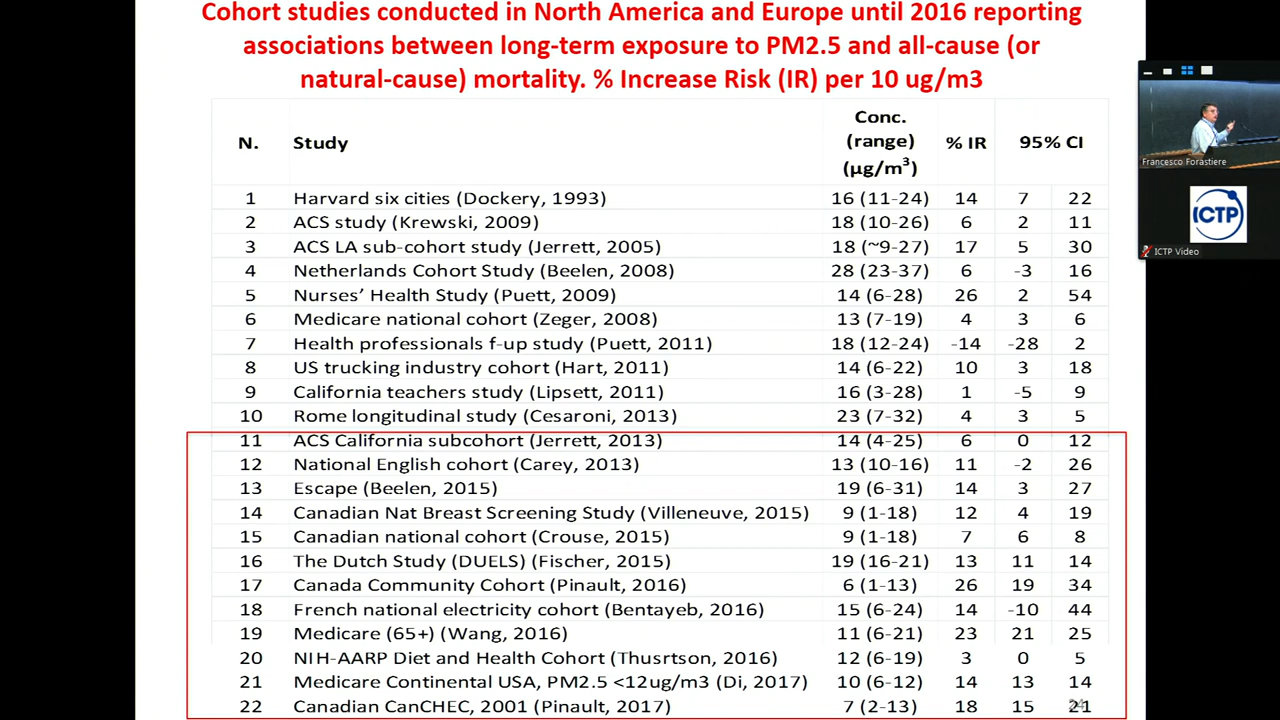 Cohort studies conducted in North America and Europe until 2016 reporting
associations between long-term exposure to PM2.5 and all-cause (or
natural-cause) mortality. % Increase Risk (IR) per 10 ug/m3
N. Study Conc. (range) (µg/m³) % IR 95% CI
1 Harvard six cities (Dockery, 1993) 16 (11-24) 14 7 22
2 ACS study (Krewski, 2009) 18 (10-26) 6 2 11
3 ACS LA sub-cohort study (Jerrett, 2005) 18 (~9-27) 17 5 30
4 Netherlands Cohort Study (Beelen, 2008) 28 (23-37) 6 -3 16
5 Nurses’ Health Study (Puett, 2009) 14 (6-28) 26 2 54
6 Medicare national cohort (Zeger, 2008) 13 (7-19) 4 3 6
7 Health professionals f-up study (Puett, 2011) 18 (12-24) -14 -28 2
8 US trucking industry cohort (Hart, 2011) 14 (6-22) 10 3 18
9 California teachers study (Lipsett, 2011) 16 (3-28) 1 -5 9
10 Rome longitudinal study (Cesaroni, 2013) 23 (7-32) 4 3 5
11 ACS California subcohort (Jerrett, 2013) 14 (4-25) 6 0 12
12 National English cohort (Carey, 2013) 13 (10-16) 11 -2 26
13 Escape (Beelen, 2015) 19 (6-31) 14 3 27
14 Canadian Nat Breast Screening Study (Villeneuve, 2015) 9 (1-18) 12 4 19
15 Canadian national cohort (Crouse, 2015) 9 (1-18) 7 6 8
16 The Dutch Study (DUELS) (Fischer, 2015) 19 (16-21) 13 11 14
17 Canada Community Cohort (Pinault, 2016) 6 (1-13) 26 19 34
18 French national electricity cohort (Bentayeb, 2016) 15 (6-24) 14 -10 44
19 Medicare (65+) (Wang, 2016) 11 (6-21) 23 21 25
20 NIH-AARP Diet and Health Cohort (Thusrtson, 2016) 12 (6-19) 3 0 5
21 Medicare Continental USA, PM2.5 <12ug/m3 (Di, 2017) 10 (6-12) 14 13 14
22 Canadian CanCHEC, 2001 (Pinault, 2017) 7 (2-13) 18 15 21
Francesco Forastiere
ICTP
ICTP Video